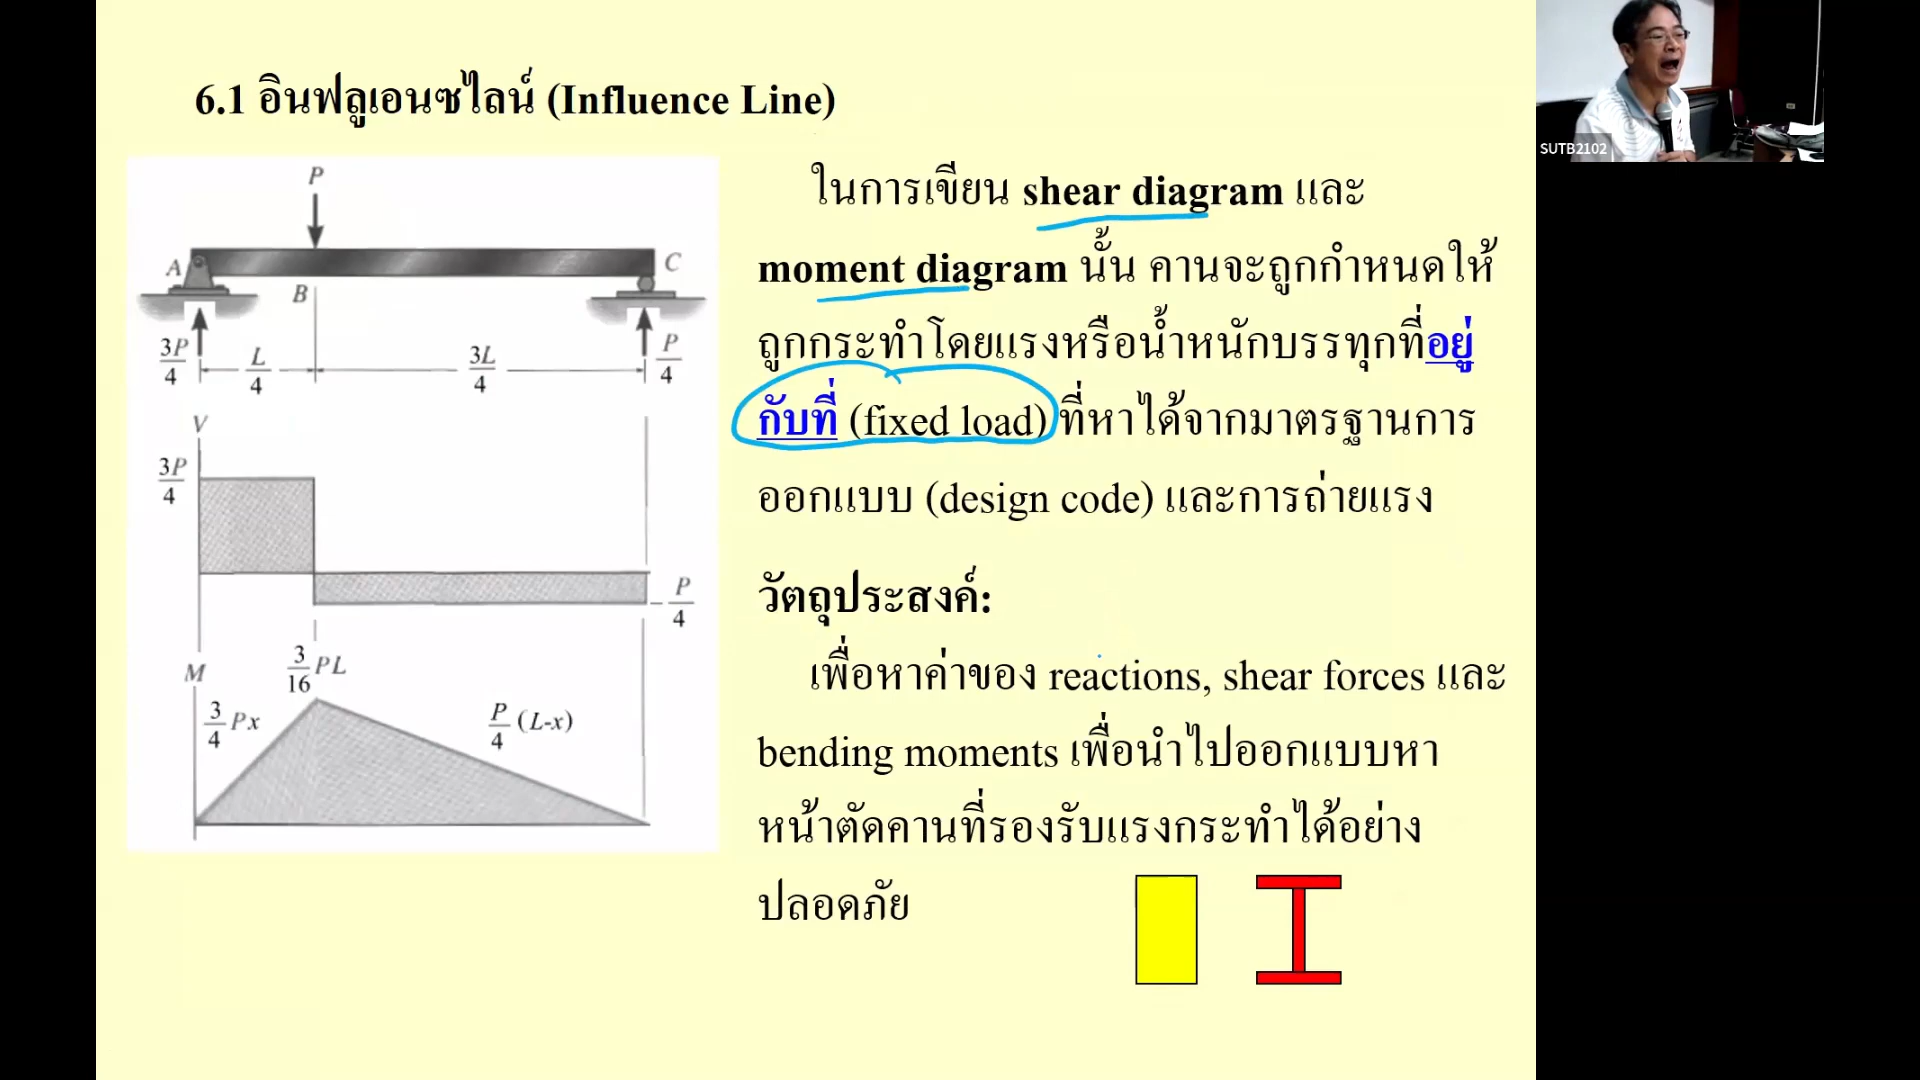 6.1 อินฟลูเอนซไลน์ (Influence Line)
P
A
C
B
3P/4
L/4
3L/4
P/4
V
3P/4
-P/4
M
3/16 PL
3/4 Px
P/4 (L-x)
ในการเขียน shear diagram และ
moment diagram นั้น คานจะถูกกำหนดให้
ถูกกระทำโดยแรงหรือน้ำหนักบรรทุกที่อยู่
กับที่ (fixed load) ที่หาได้จากมาตรฐานการ
ออกแบบ (design code) และการถ่ายแรง
วัตถุประสงค์:
เพื่อหาค่าของ reactions, shear forces และ
bending moments เพื่อนำไปออกแบบหา
หน้าตัดคานที่รองรับแรงกระทำได้อย่าง
ปลอดภัย
SUTB2102